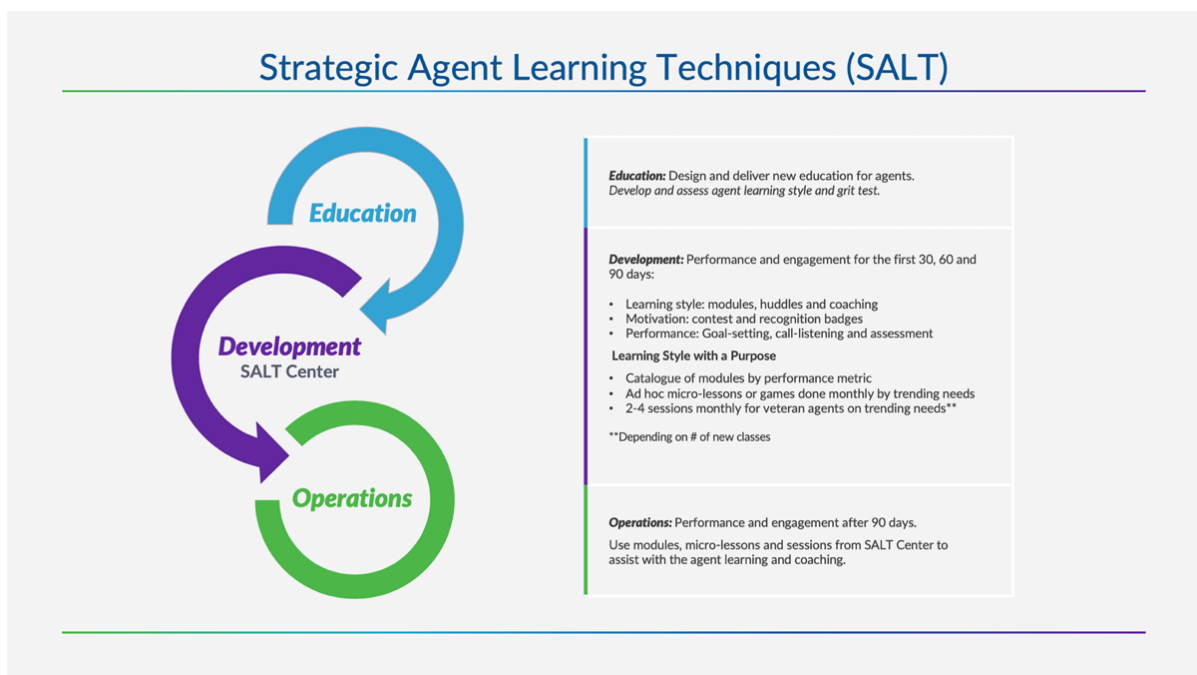 Strategic Agent Learning Techniques (SALT)
Education
Development
SALT Center
Operations
Education: Design and deliver new education for agents.
Develop and assess agent learning style and grit test.
Development: Performance and engagement for the first 30, 60 and
90 days:
• Learning style: modules, huddles and coaching
• Motivation: contest and recognition badges
• Performance: Goal-setting, call-listening and assessment
Learning Style with a Purpose
• Catalogue of modules by performance metric
• Ad hoc micro-lessons or games done monthly by trending needs
• 2-4 sessions monthly for veteran agents on trending needs**
**Depending on # of new classes
Operations: Performance and engagement after 90 days.
Use modules, micro-lessons and sessions from SALT Center to
assist with the agent learning and coaching.